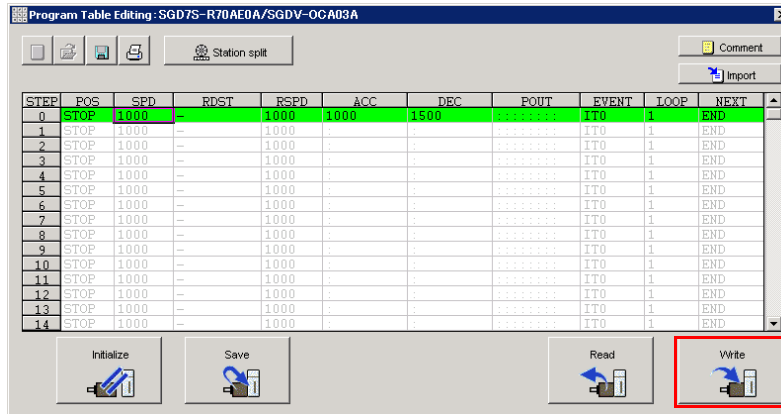 Program Table Editing : SGD7S-R70AE0A/SGDV-OCA03A
Station split
Comment
Import
STEP POS SPD RDST RSPD ACC DEC POUT EVENT LOOP NEXT
0 STOP 1000 – 1000 1000 1500 :::::::: IT0 1 END
1 STOP 1000 – 1000 : : :::::::: IT0 1 END
2 STOP 1000 – 1000 : : :::::::: IT0 1 END
3 STOP 1000 – 1000 : : :::::::: IT0 1 END
4 STOP 1000 – 1000 : : :::::::: IT0 1 END
5 STOP 1000 – 1000 : : :::::::: IT0 1 END
6 STOP 1000 – 1000 : : :::::::: IT0 1 END
7 STOP 1000 – 1000 : : :::::::: IT0 1 END
8 STOP 1000 – 1000 : : :::::::: IT0 1 END
9 STOP 1000 – 1000 : : :::::::: IT0 1 END
10 STOP 1000 – 1000 : : :::::::: IT0 1 END
11 STOP 1000 – 1000 : : :::::::: IT0 1 END
12 STOP 1000 – 1000 : : :::::::: IT0 1 END
13 STOP 1000 – 1000 : : :::::::: IT0 1 END
14 STOP 1000 – 1000 : : :::::::: IT0 1 END
Initialize Save Read Write